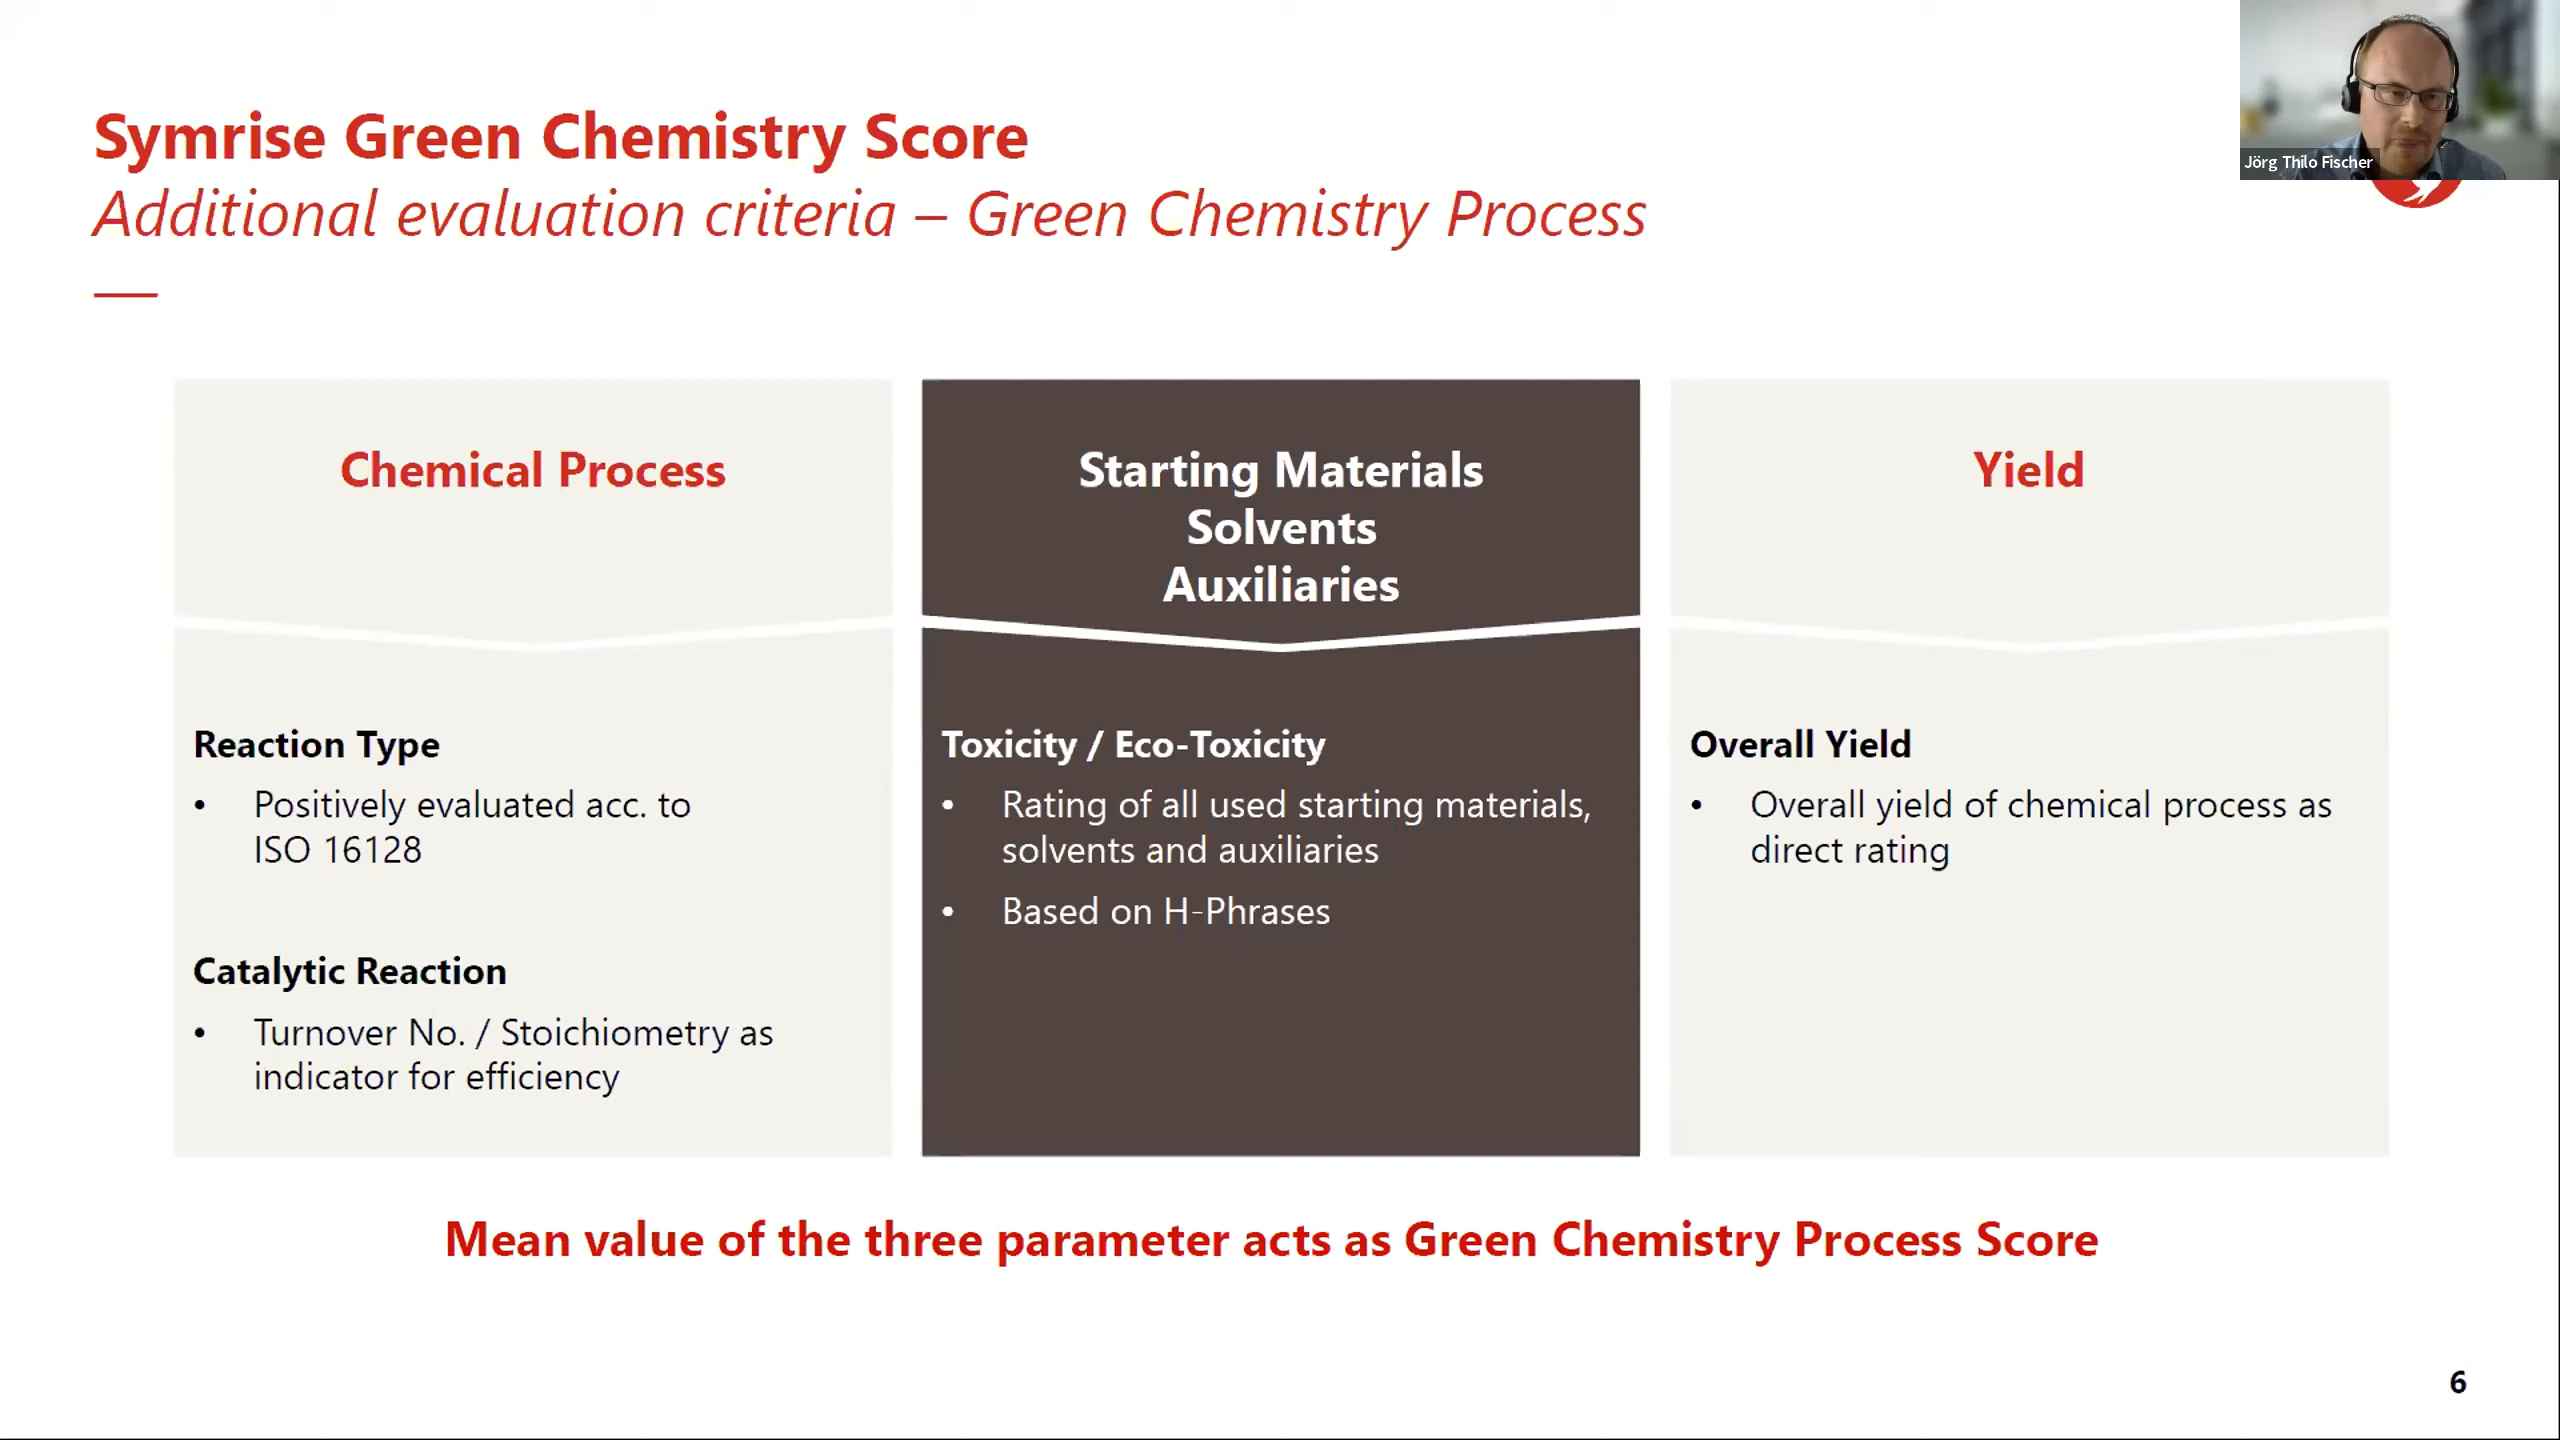 Jörg Thilo Fischer
Symrise Green Chemistry Score
Additional evaluation criteria – Green Chemistry Process
Chemical Process
Reaction Type
• Positively evaluated acc. to
ISO 16128
Catalytic Reaction
• Turnover No. / Stoichiometry as
indicator for efficiency
Starting Materials
Solvents
Auxiliaries
Toxicity / Eco-Toxicity
• Rating of all used starting materials,
solvents and auxiliaries
• Based on H-Phrases
Yield
Overall Yield
• Overall yield of chemical process as
direct rating
Mean value of the three parameter acts as Green Chemistry Process Score
6